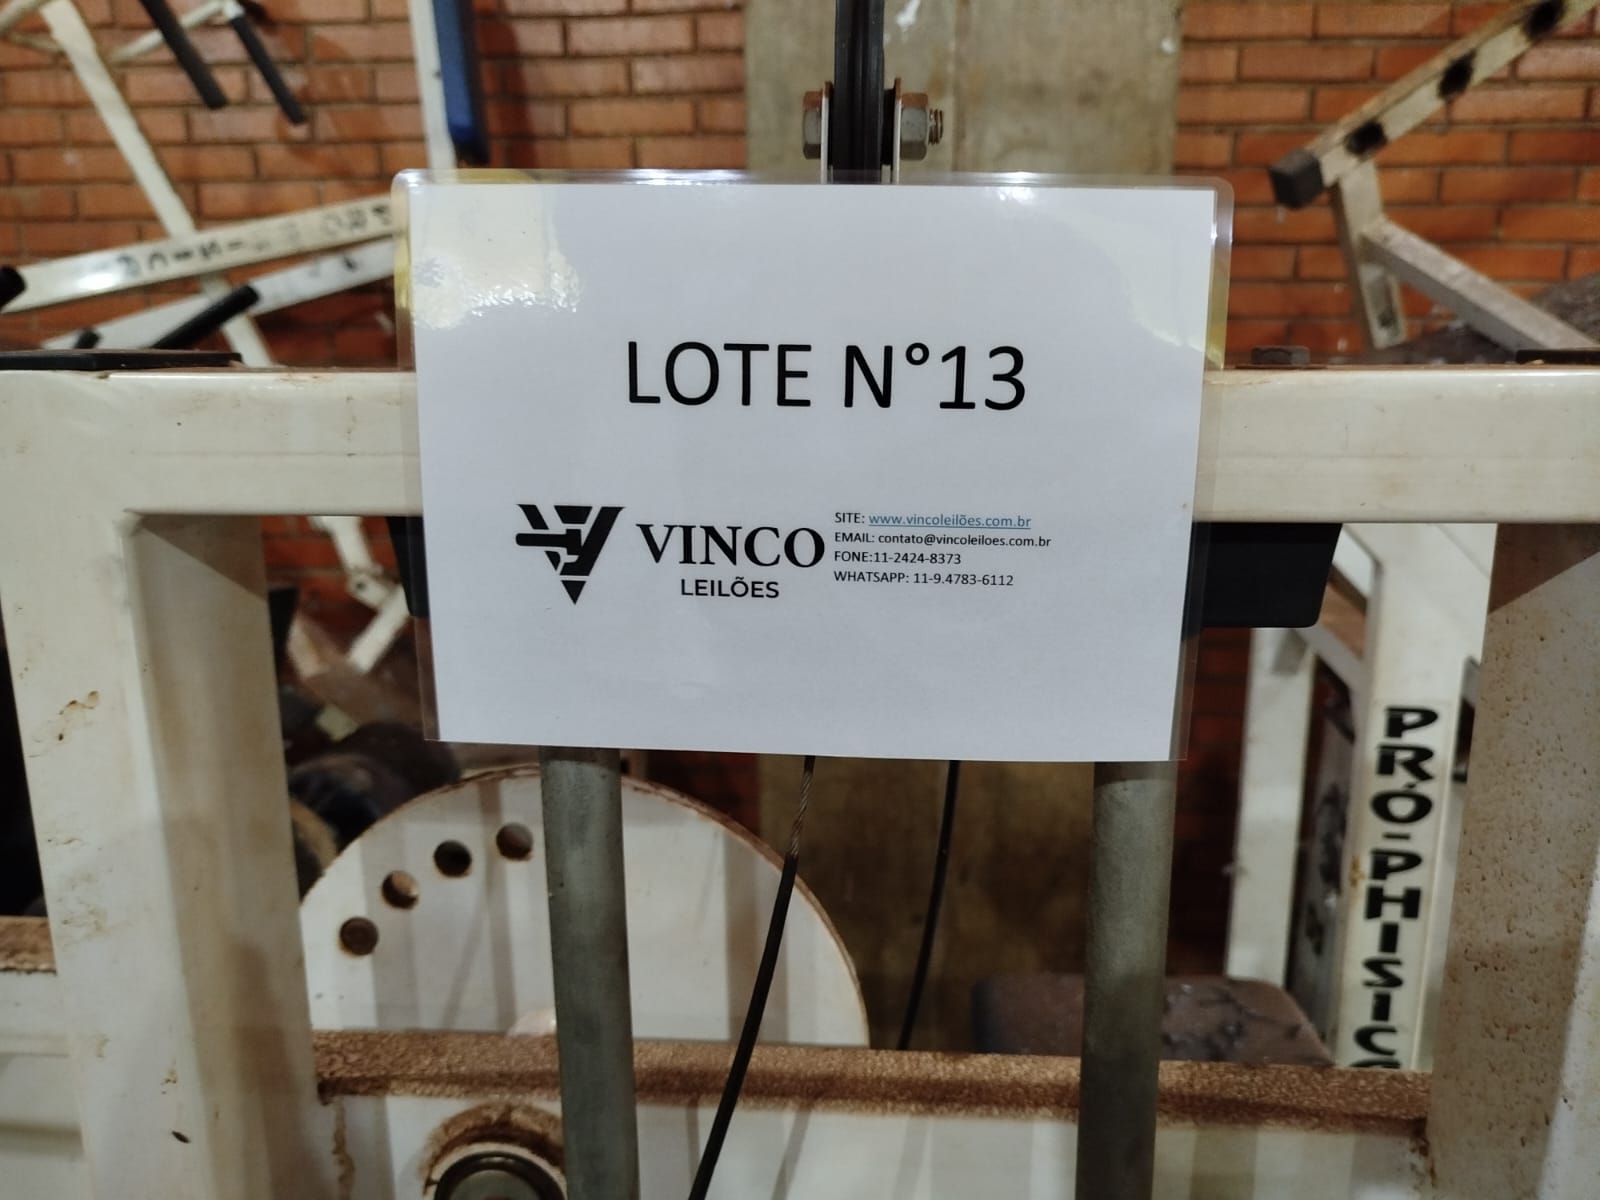 LOTE N°13
VINCO
LEILÕES
SITE: www.vincoleilões.com.br
EMAIL: contato@vincoleiloes.com.br
FONE:11-2424-8373
WHATSAPP: 11-9.4783-6112
PRÓ-PHISIC